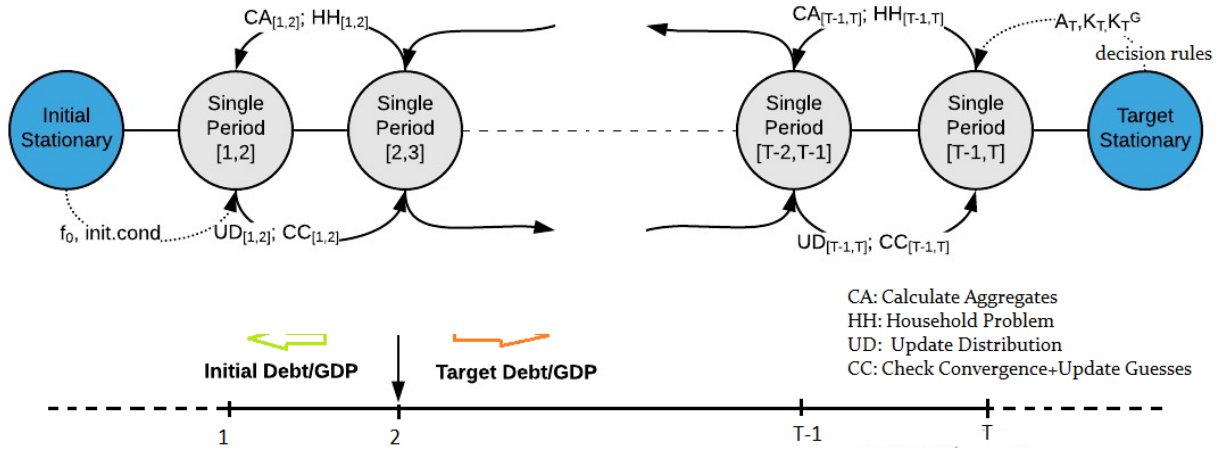 CA[1,2]; HH[1,2]
CA[T-1,T]; HH[T-1,T]
A_T,K_T,K_T^G
decision rules
Initial
Stationary
Single
Period
[1,2]
Single
Period
[2,3]
Single
Period
[T-2,T-1]
Single
Period
[T-1,T]
Target
Stationary
f₀, init.cond
UD[1,2]; CC[1,2]
UD[T-1,T]; CC[T-1,T]
CA: Calculate Aggregates
HH: Household Problem
UD: Update Distribution
CC: Check Convergence+Update Guesses
Initial Debt/GDP
Target Debt/GDP
1
2
T-1
T